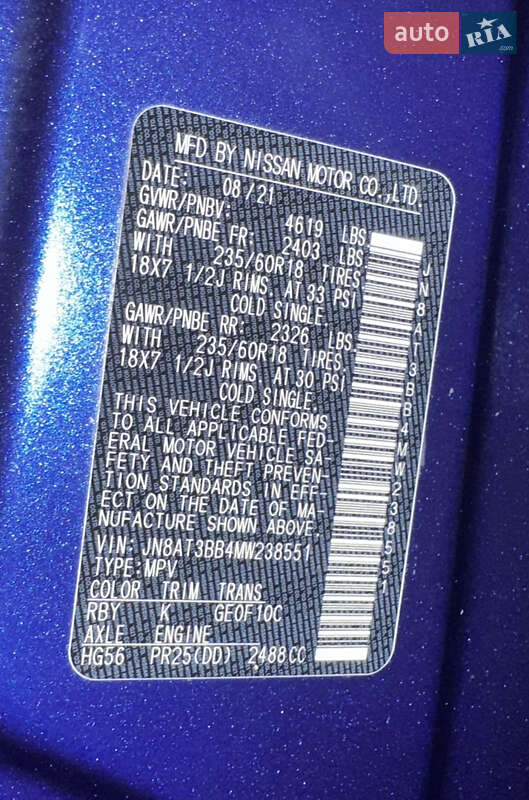 auto RIA .com
MFD BY NISSAN MOTOR CO.,LTD.
DATE: 08/21
GVWR/PNBV: 4619 LBS
GAWR/PNBE FR: 2403 LBS
WITH 235/60R18 TIRES
18X7 1/2J RIMS AT 33 PSI
COLD SINGLE.
GAWR/PNBE RR: 2326 LBS
WITH 235/60R18 TIRES.
18X7 1/2J RIMS AT 30 PSI
COLD SINGLE.
THIS VEHICLE CONFORMS
TO ALL APPLICABLE FED-
ERAL MOTOR VEHICLE SA-
FETY AND THEFT PREVEN-
TION STANDARDS IN EFF-
ECT ON THE DATE OF MA-
NUFACTURE SHOWN ABOVE.
VIN: JN8AT3BB4MW238551
TYPE:MPV
COLOR TRIM TRANS
RBY K GE0F10C
AXLE ENGINE
HG56 PR25(DD) 2488CC
JN8AT3BB4MW238551